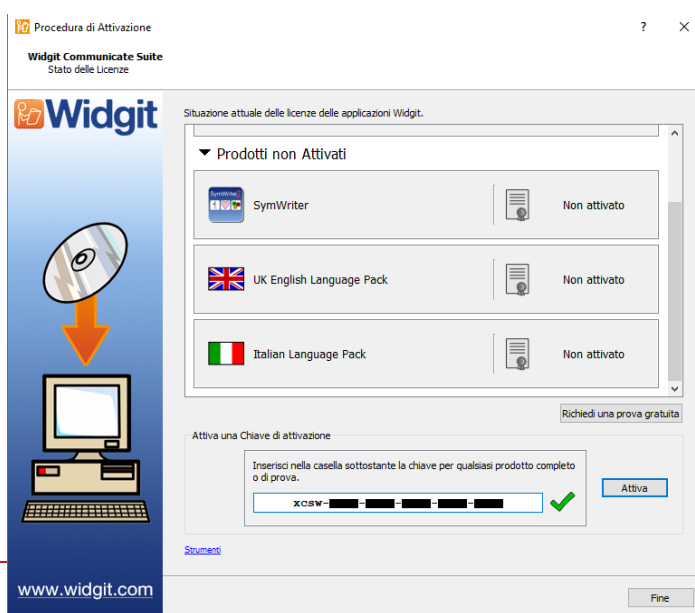 Procedura di Attivazione
? ×
Widgit Communicate Suite
Stato delle Licenze
Widgit
Situazione attuale delle licenze delle applicazioni Widgit.
Prodotti non Attivati
SymWriter
SymWriter Non attivato
UK English Language Pack Non attivato
Italian Language Pack Non attivato
Richiedi una prova gratuita
Attiva una Chiave di attivazione
Inserisci nella casella sottostante la chiave per qualsiasi prodotto completo
o di prova.
xcsw-
Attiva
Strumenti
www.widgit.com
Fine